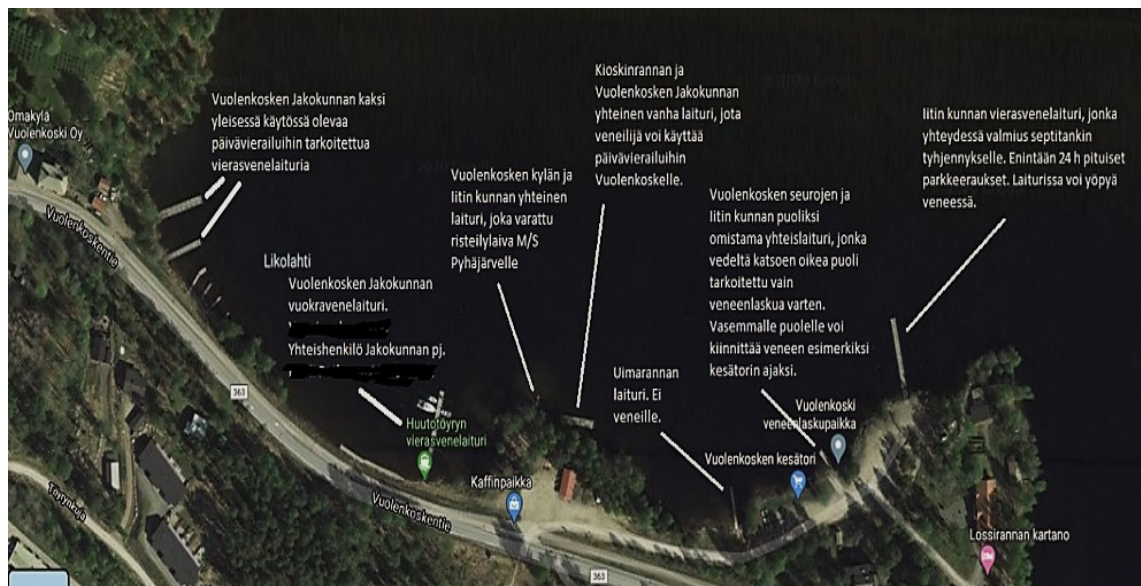 Omakylä
Vuolenkoski Oy
Vuolenkosken Jakokunnan kaksi
yleisessä käytössä olevaa
päivävierailuihin tarkoitettua
vierasvenelaituria
Vuolenkosken kylän ja
Iitin kunnan yhteinen
laituri, joka varattu
risteilylaiva M/S
Pyhäjärvelle
Kioskinrannan ja
Vuolenkosken Jakokunnan
yhteinen vanha laituri, jota
veneilijä voi käyttää
päivävierailuihin
Vuolenkoskelle.
Vuolenkosken seurojen ja
Iitin kunnan puoliksi
omistama yhteislaituri, jonka
vedeltä katsoen oikea puoli
tarkoitettu vain
veneenlaskua varten.
Vasemmalle puolelle voi
kiinnittää veneen esimerkiksi
kesätorin ajaksi.
Iitin kunnan vierasvenelaituri, jonka
yhteydessä valmius septitankin
tyhjennykselle. Enintään 24 h pituiset
parkkeeraukset. Laiturissa voi yöpyä
veneessä.
Vuolenkoskentie
Likolahti
Vuolenkosken Jakokunnan
vuokravenelaituri.
Yhteishenkilö Jakokunnan pj.
363
Huutotöyryn
vierasvenelaituri
Uimarannan
laituri. Ei
veneille.
Vuolenkoski
veneenlaskupaikka
Vuolenkosken kesätori
Kaffinpaikka
Vuolenkoskentie
Töyrynkuja
363
Lossirannan kartano